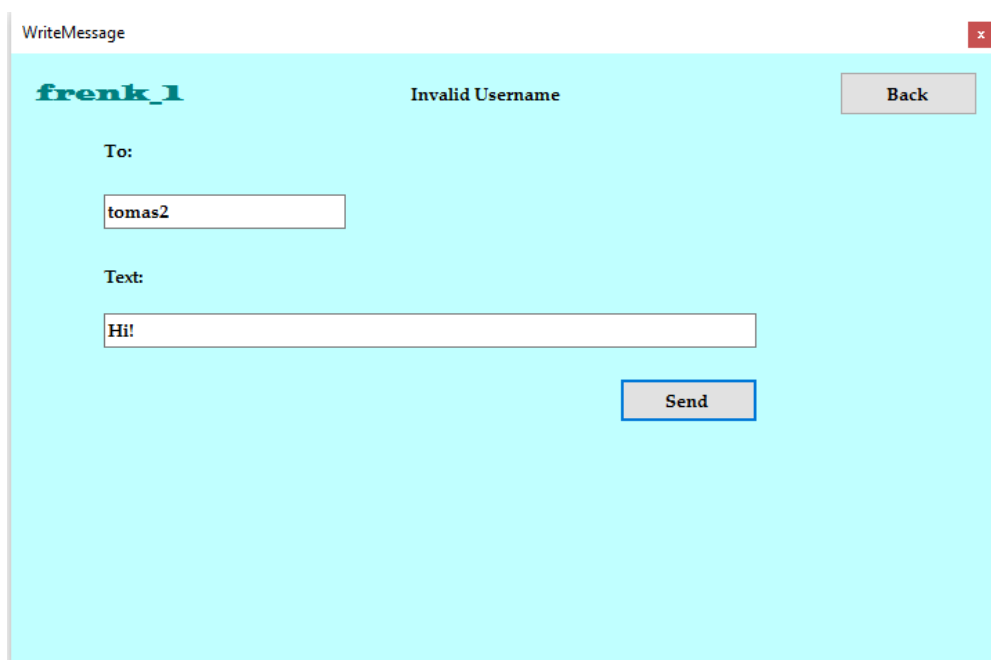 WriteMessage
x
frenk_1
Invalid Username
Back
To:
tomas2
Text:
Hi!
Send